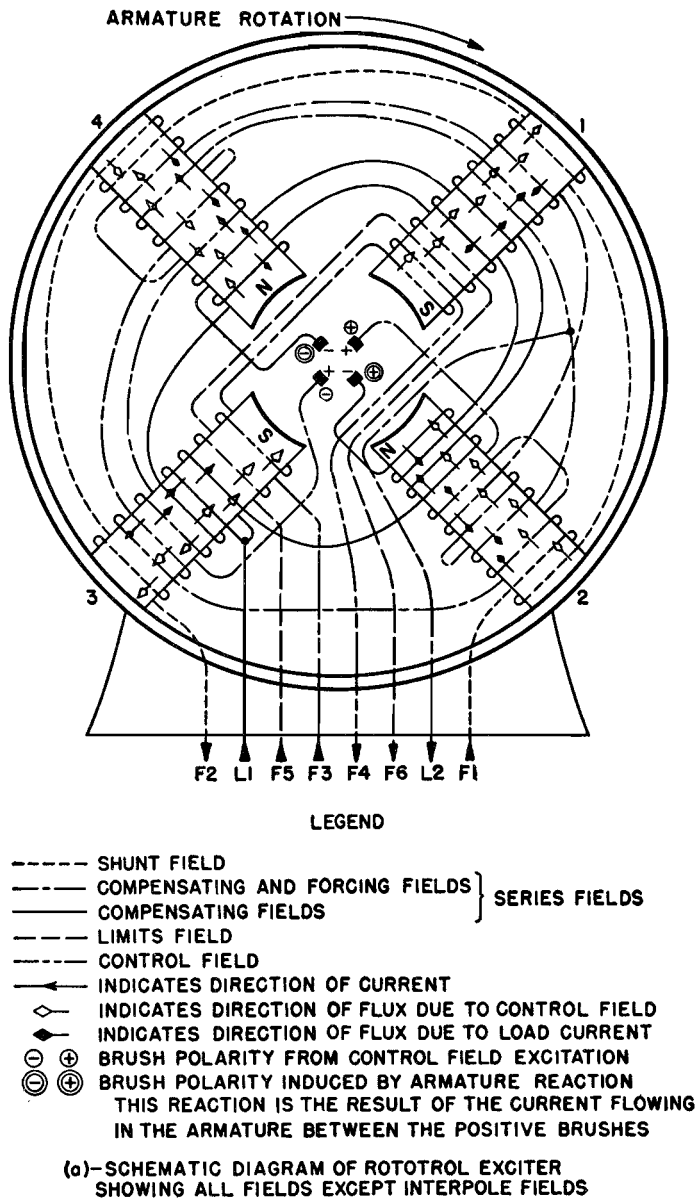 ARMATURE ROTATION
4
1
N
S
+
- +
-
+
+ -
-
S
N
3
2
F2 L1 F5 F3 F4 F6 L2 F1
LEGEND
SHUNT FIELD
COMPENSATING AND FORCING FIELDS
SERIES FIELDS
COMPENSATING FIELDS
LIMITS FIELD
CONTROL FIELD
INDICATES DIRECTION OF CURRENT
INDICATES DIRECTION OF FLUX DUE TO CONTROL FIELD
INDICATES DIRECTION OF FLUX DUE TO LOAD CURRENT
- + BRUSH POLARITY FROM CONTROL FIELD EXCITATION
- + BRUSH POLARITY INDUCED BY ARMATURE REACTION
THIS REACTION IS THE RESULT OF THE CURRENT FLOWING
IN THE ARMATURE BETWEEN THE POSITIVE BRUSHES
(a)-SCHEMATIC DIAGRAM OF ROTOTROL EXCITER
SHOWING ALL FIELDS EXCEPT INTERPOLE FIELDS